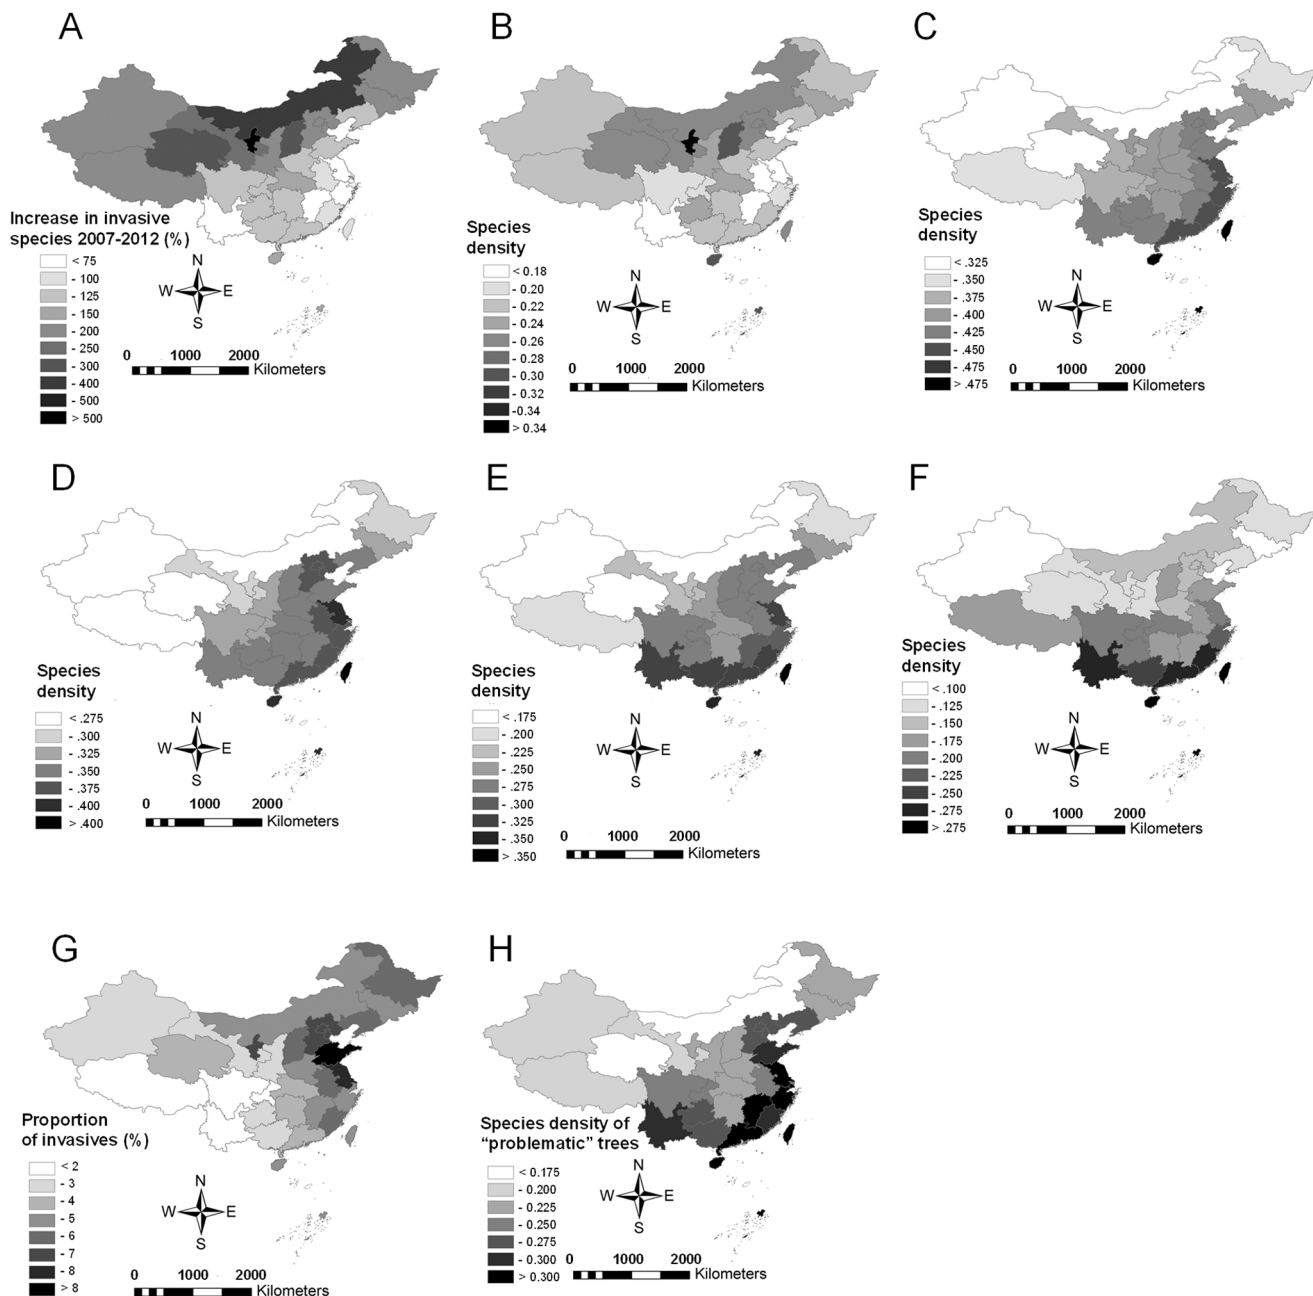 A
Increase in invasive
species 2007-2012 (%)
< 75
- 100
- 125
- 150
- 200
- 250
- 300
- 400
- 500
> 500
N
W E
S
0 1000 2000
Kilometers
B
Species
density
< 0.18
- 0.20
- 0.22
- 0.24
- 0.26
- 0.28
- 0.30
- 0.32
-0.34
> 0.34
N
W E
S
0 1000 2000
Kilometers
C
Species
density
< .325
- .350
- .375
- .400
- .425
- .450
- .475
> .475
N
W E
S
0 1000 2000
Kilometers
D
Species
density
< .275
- .300
- .325
- .350
- .375
- .400
> .400
N
W E
S
0 1000 2000
Kilometers
E
Species
density
< .175
- .200
- .225
- .250
- .275
- .300
- .325
- .350
> .350
N
W E
S
0 1000 2000
Kilometers
F
Species
density
< .100
- .125
- .150
- .175
- .200
- .225
- .250
- .275
> .275
N
W E
S
0 1000 2000
Kilometers
G
Proportion
of invasives (%)
< 2
- 3
- 4
- 5
- 6
- 7
- 8
> 8
N
W E
S
0 1000 2000
Kilometers
H
Species density of
“problematic” trees
< 0.175
- 0.200
- 0.225
- 0.250
- 0.275
- 0.300
> 0.300
N
W E
S
0 1000 2000
Kilometers